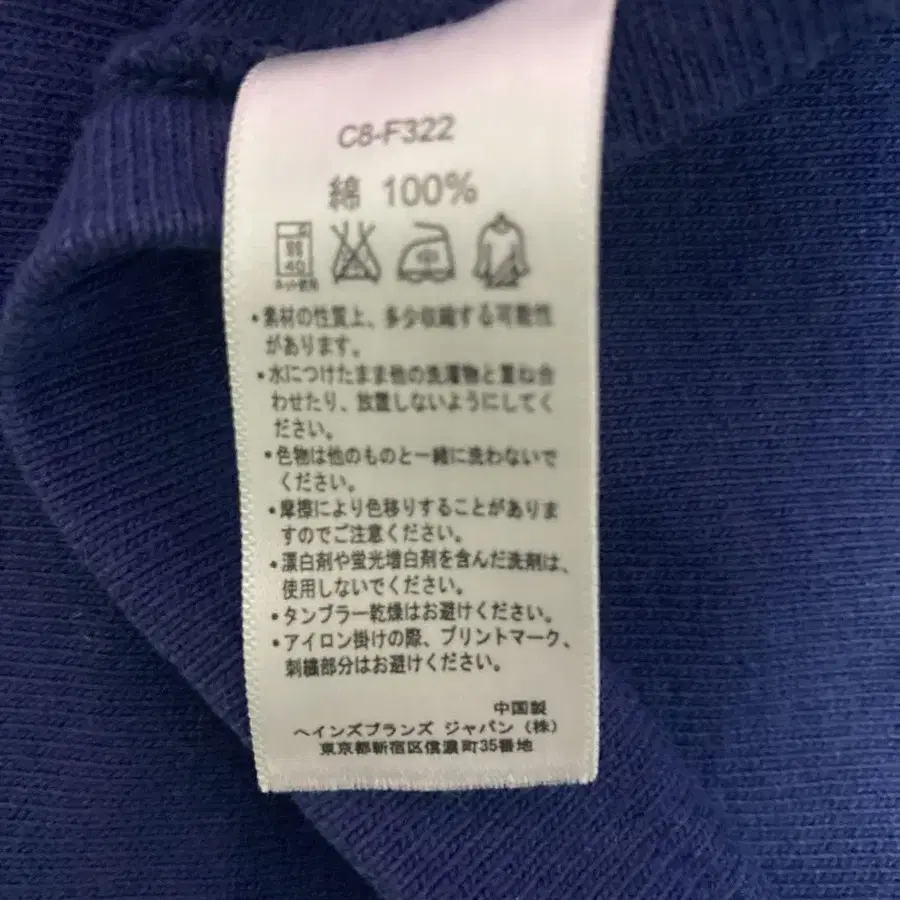 C8-F322
綿 100%
40
ネット使用
中
・素材の性質上、多少収縮する可能性
があります。
・水につけたまま他の洗濯物と重ね合
わせたり、放置しないようにしてく
ださい。
・色物は他のものと一緒に洗わないで
ください。
・摩擦により色移りすることがありま
すのでご注意ください。
・漂白剤や蛍光増白剤を含んだ洗剤は、
使用しないでください。
・タンブラー乾燥はお避けください。
・アイロン掛けの際、プリントマーク、
刺繍部分はお避けください。
中国製
ヘインズブランズ ジャパン（株）
東京都新宿区信濃町35番地